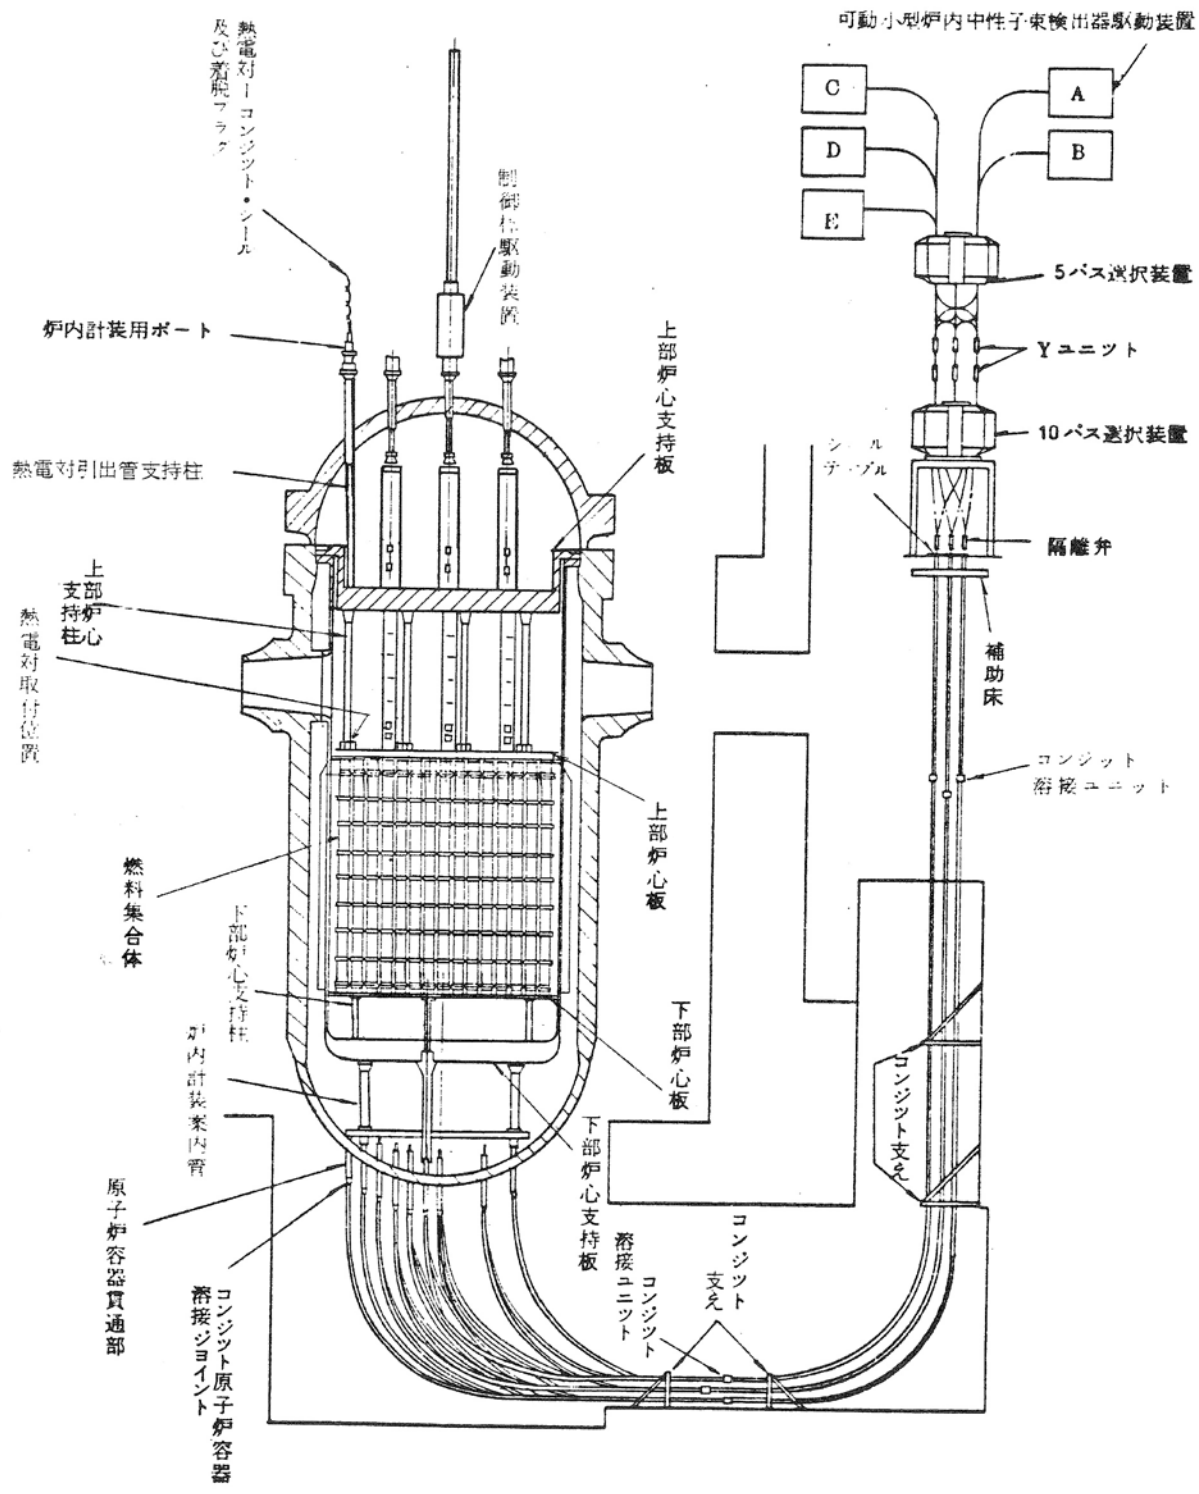 可動小型炉内中性子束検出器駆動装置
C
A
D
B
E
5パス選択装置
Yユニット
10パス選択装置
シール
テーブル
隔離弁
補助床
コンジット
溶接ユニット
コンジット支え
熱電対ーコンジット・シール
及び着脱プラグ
制御棒駆動装置
炉内計装用ポート
上部炉心支持板
熱電対引出管支持柱
上部炉心
支持柱
熱電対取付位置
上部炉心板
燃料集合体
下部炉心支持柱
下部炉心板
炉内計装案内管
下部炉心支持板
原子炉容器貫通部
コンジット原子炉容器
溶接ジョイント
コンジット
溶接ユニット
コンジット
支え